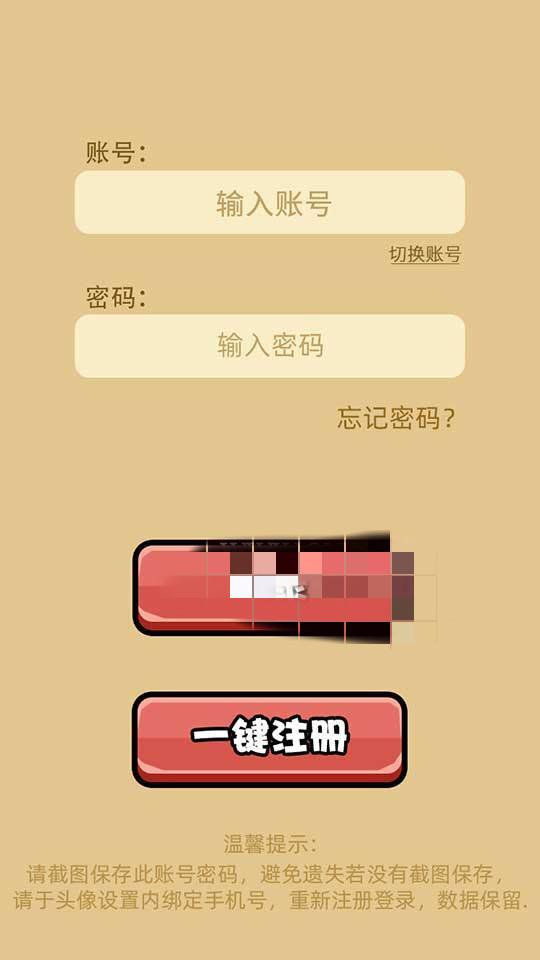 账号：
输入账号
切换账号
密码：
输入密码
忘记密码？
一键注册
温馨提示：
请截图保存此账号密码，避免遗失若没有截图保存，
请于头像设置内绑定手机号，重新注册登录，数据保留.